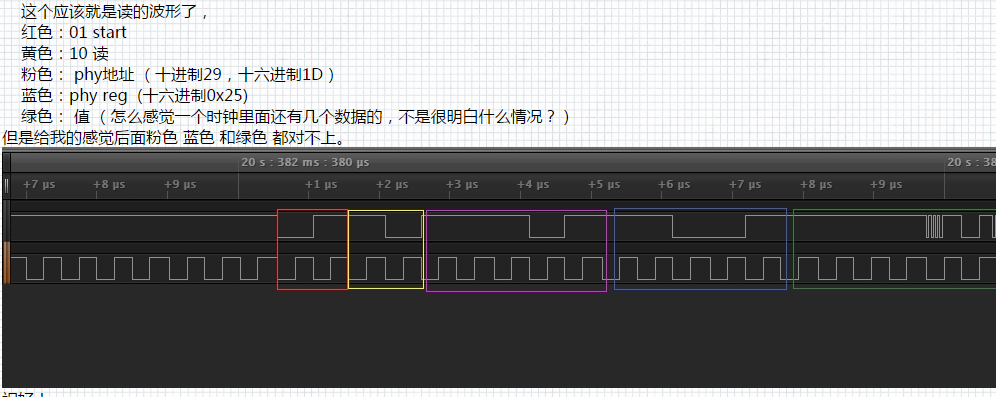 这个应该就是读的波形了，
红色：01 start
黄色：10 读
粉色： phy地址（ 十进制29，十六进制1D ）
蓝色：phy reg（十六进制0x25）
绿色： 值（ 怎么感觉一个时钟里面还有几个数据的，不是很明白什么情况？ ）
但是给我的感觉后面粉色 蓝色 和绿色 都对不上。
20 s : 382 ms : 380 µs 20 s : 38
+7 µs +8 µs +9 µs +1 µs +2 µs +3 µs +4 µs +5 µs +6 µs +7 µs +8 µs +9 µs